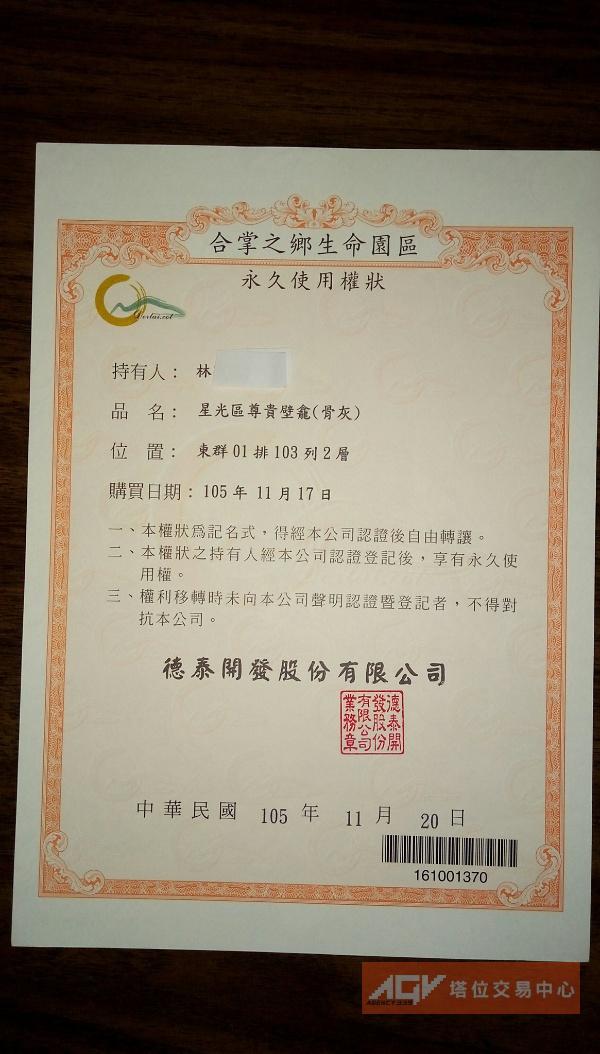 合掌之鄉生命園區
永久使用權狀
持有人：林
品　名：星光區尊貴壁龕(骨灰)
位　置：東群01排103列2層
購買日期：105年11月17日
一、本權狀爲記名式，得經本公司認證後自由轉讓。
二、本權狀之持有人經本公司認證登記後，享有永久使
用權。
三、權利移轉時未向本公司聲明認證暨登記者，不得對
抗本公司。
德泰開發股份有限公司
德泰開
發股份
有限公司
業務章
中華民國 105 年 11 月 20 日
161001370
AGV 塔位交易中心